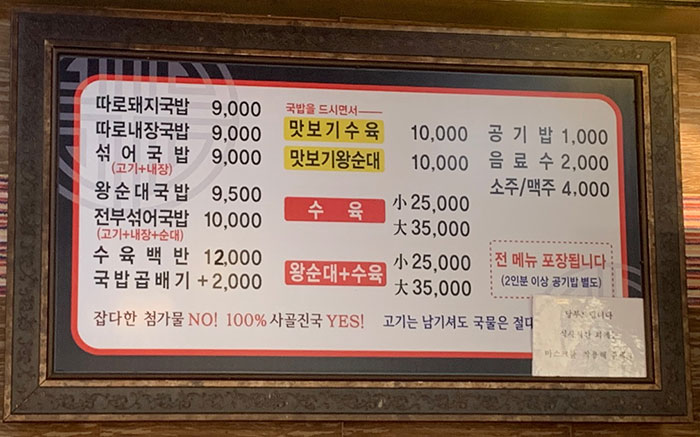 따로돼지국밥 9,000
따로내장국밥 9,000
섞어국밥 9,000
(고기+내장)
왕순대국밥 9,500
전부섞어국밥 10,000
(고기+내장+순대)
수육백반 12,000
국밥곱배기 +2,000
국밥을 드시면서
맛보기수육 10,000
맛보기왕순대 10,000
수육 小 25,000
大 35,000
왕순대+수육 小 25,000
大 35,000
공기밥 1,000
음료수 2,000
소주/맥주 4,000
전 메뉴 포장됩니다
(2인분 이상 공기밥 별도)
잡다한 첨가물 NO! 100% 사골진국 YES!
고기는 남기셔도 국물은 절대